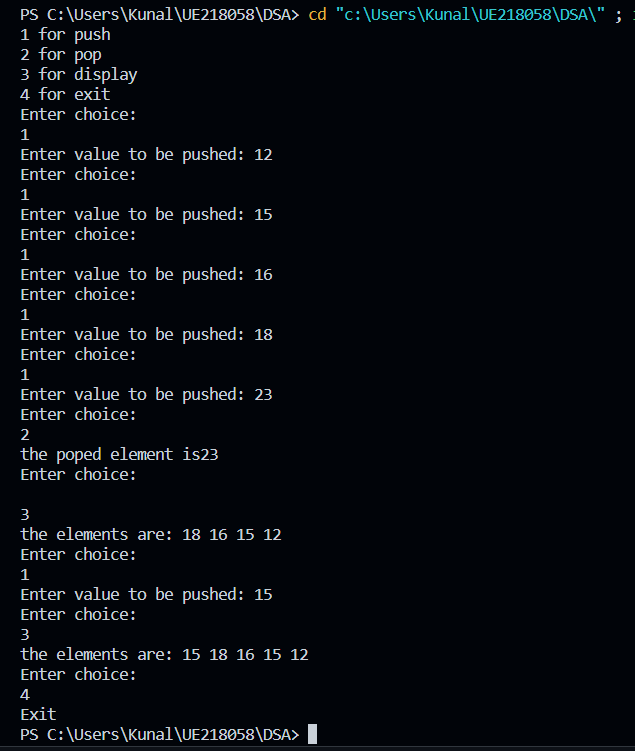 PS C:\Users\Kunal\UE218058\DSA> cd "c:\Users\Kunal\UE218058\DSA\" ;
1 for push
2 for pop
3 for display
4 for exit
Enter choice:
1
Enter value to be pushed: 12
Enter choice:
1
Enter value to be pushed: 15
Enter choice:
1
Enter value to be pushed: 16
Enter choice:
1
Enter value to be pushed: 18
Enter choice:
1
Enter value to be pushed: 23
Enter choice:
2
the poped element is23
Enter choice:
3
the elements are: 18 16 15 12
Enter choice:
1
Enter value to be pushed: 15
Enter choice:
3
the elements are: 15 18 16 15 12
Enter choice:
4
Exit
PS C:\Users\Kunal\UE218058\DSA>